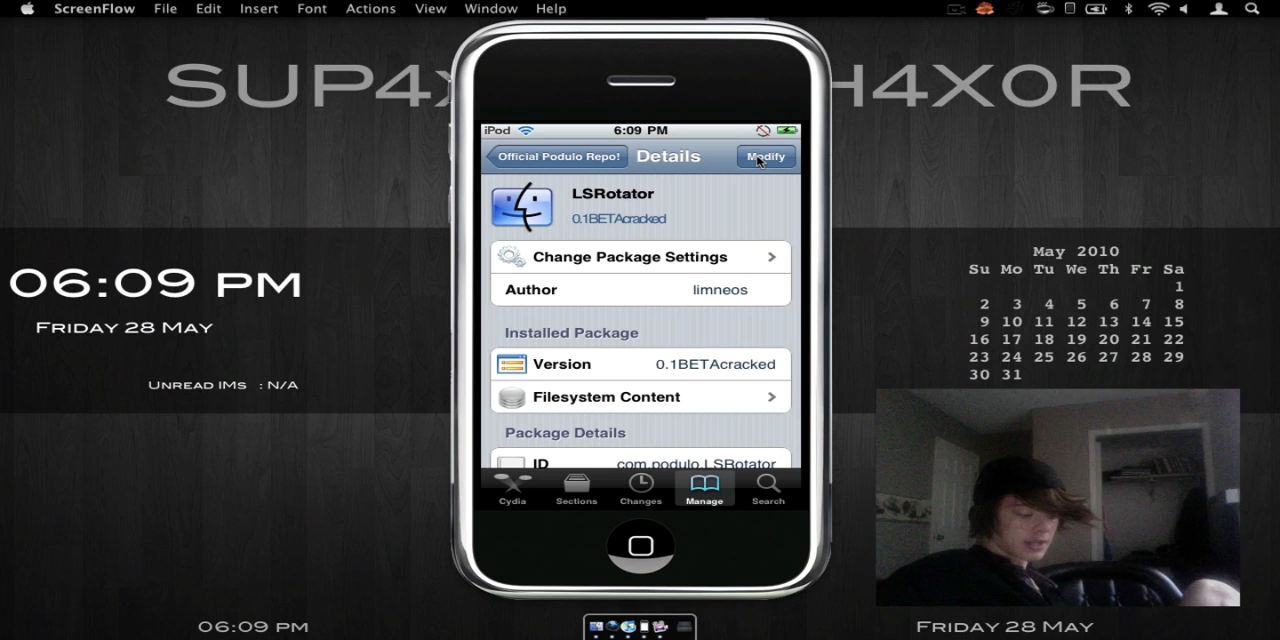 ScreenFlow File Edit Insert Font Actions View Window Help
SUP4X H4X0R
iPod 6:09 PM
Official Podulo Repo! Details Modify
LSRotator
0.1BETAcracked
Change Package Settings
Author limneos
Installed Package
Version 0.1BETAcracked
Filesystem Content
Package Details
ID com.podulo.LSRotator
Cydia Sections Changes Manage Search
06:09 PM
Friday 28 May
Unread IMs : N/A
May 2010
Su Mo Tu We Th Fr Sa
1
2 3 4 5 6 7 8
9 10 11 12 13 14 15
16 17 18 19 20 21 22
23 24 25 26 27 28 29
30 31
06:09 PM
Friday 28 May